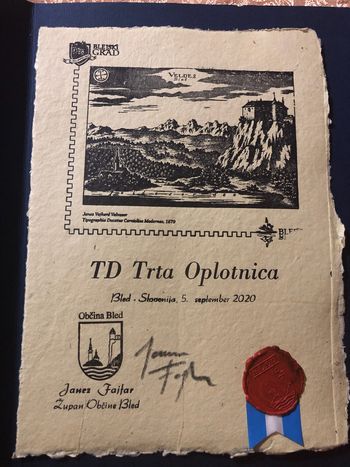 BLEJSKI
GRAD
VELDES
Bled
Janez Vajkard Valvasor
Topographia Ducatus Carnioliae Modernae, 1679
TD Trta Oplotnica
Bled - Slovenija, 5. september 2020
Občina Bled
Janez Fajfar
Župan Občine Bled